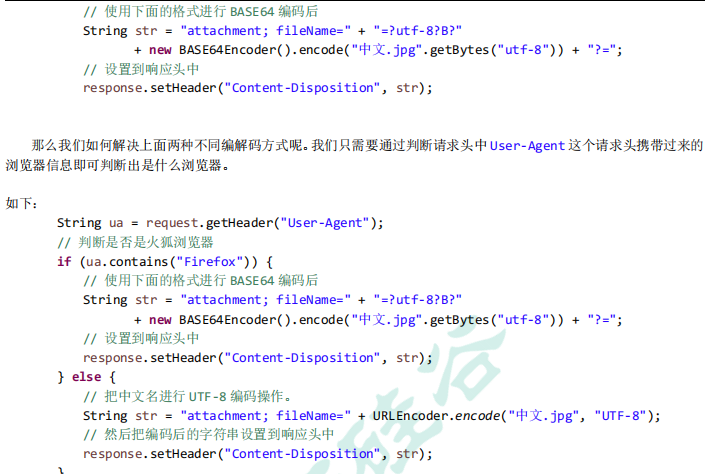 // 使用下面的格式进行 BASE64 编码后
String str = "attachment; fileName=" + "=?utf-8?B?"
+ new BASE64Encoder().encode("中文.jpg".getBytes("utf-8")) + "?=";
// 设置到响应头中
response.setHeader("Content-Disposition", str);
那么我们如何解决上面两种不同编解码方式呢。我们只需要通过判断请求头中 User-Agent 这个请求头携带过来的
浏览器信息即可判断出是什么浏览器。
如下：
String ua = request.getHeader("User-Agent");
// 判断是否是火狐浏览器
if (ua.contains("Firefox")) {
// 使用下面的格式进行 BASE64 编码后
String str = "attachment; fileName=" + "=?utf-8?B?"
+ new BASE64Encoder().encode("中文.jpg".getBytes("utf-8")) + "?=";
// 设置到响应头中
response.setHeader("Content-Disposition", str);
} else {
// 把中文名进行 UTF-8 编码操作。
String str = "attachment; fileName=" + URLEncoder.encode("中文.jpg", "UTF-8");
// 然后把编码后的字符串设置到响应头中
response.setHeader("Content-Disposition", str);
}
硅谷